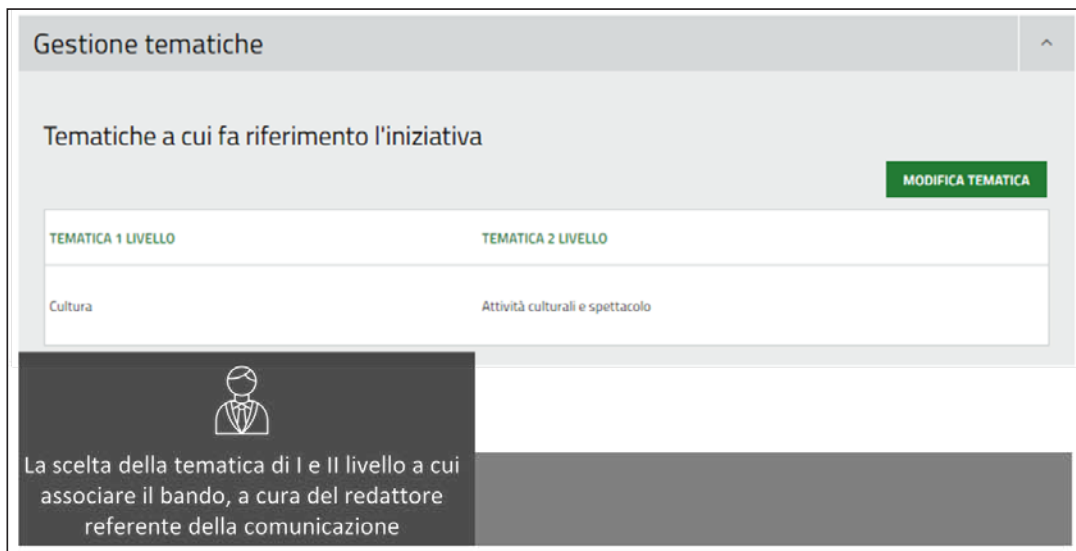 Gestione tematiche
Tematiche a cui fa riferimento l'iniziativa
MODIFICA TEMATICA
TEMATICA 1 LIVELLO
TEMATICA 2 LIVELLO
Cultura
Attività culturali e spettacolo
La scelta della tematica di I e II livello a cui
associare il bando, a cura del redattore
referente della comunicazione